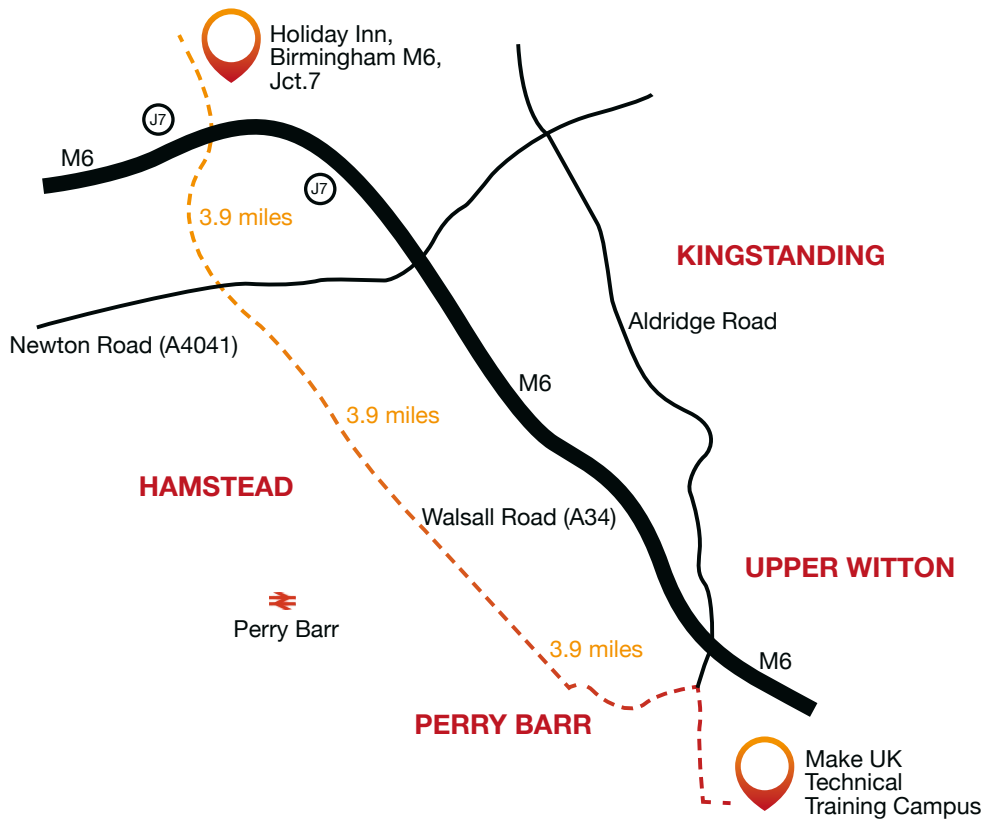 Holiday Inn,
Birmingham M6,
Jct.7
J7
M6
J7
3.9 miles
KINGSTANDING
Aldridge Road
Newton Road (A4041)
M6
3.9 miles
HAMSTEAD
Walsall Road (A34)
UPPER WITTON
Perry Barr
3.9 miles
M6
PERRY BARR
Make UK
Technical
Training Campus